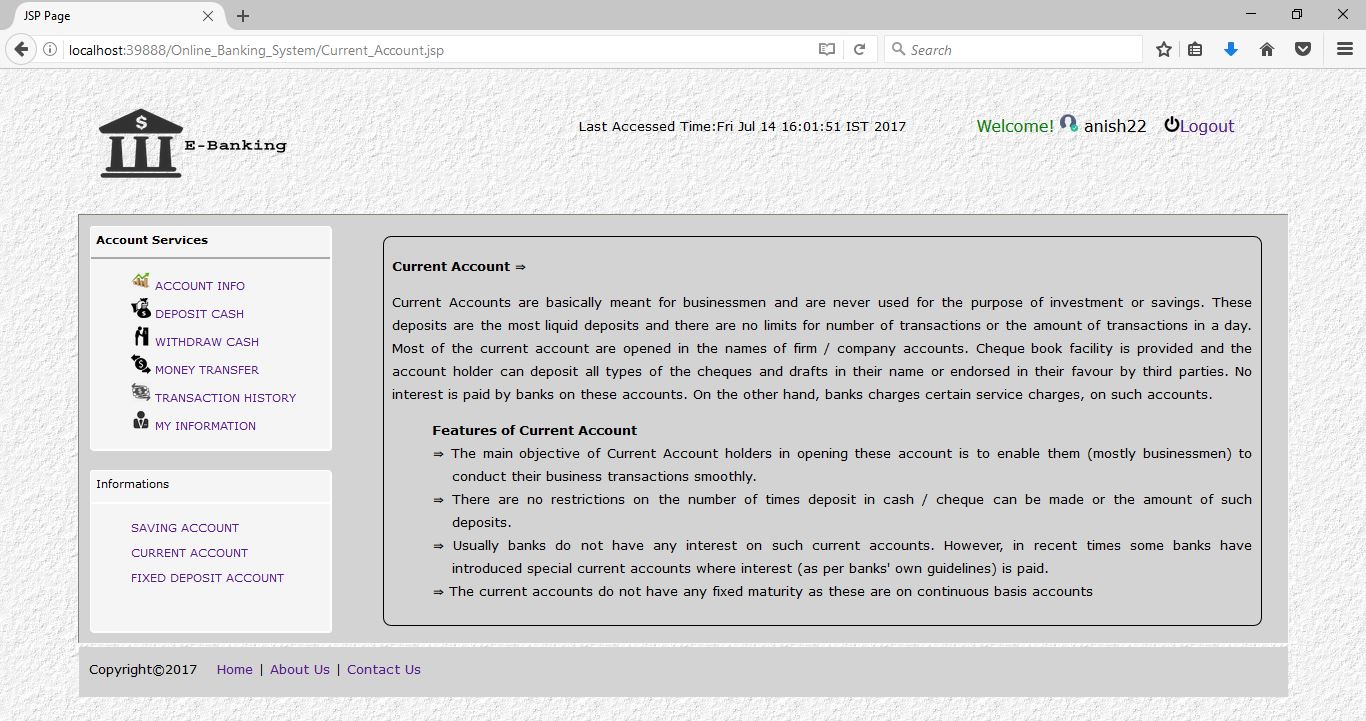 JSP Page
localhost:39888/Online_Banking_System/Current_Account.jsp
Search
$
E-Banking
Last Accessed Time:Fri Jul 14 16:01:51 IST 2017
Welcome! anish22 Logout
Account Services
ACCOUNT INFO
DEPOSIT CASH
WITHDRAW CASH
MONEY TRANSFER
TRANSACTION HISTORY
MY INFORMATION
Informations
SAVING ACCOUNT
CURRENT ACCOUNT
FIXED DEPOSIT ACCOUNT
Current Account ⇒
Current Accounts are basically meant for businessmen and are never used for the purpose of investment or savings. These
deposits are the most liquid deposits and there are no limits for number of transactions or the amount of transactions in a day.
Most of the current account are opened in the names of firm / company accounts. Cheque book facility is provided and the
account holder can deposit all types of the cheques and drafts in their name or endorsed in their favour by third parties. No
interest is paid by banks on these accounts. On the other hand, banks charges certain service charges, on such accounts.
Features of Current Account
⇒ The main objective of Current Account holders in opening these account is to enable them (mostly businessmen) to
conduct their business transactions smoothly.
⇒ There are no restrictions on the number of times deposit in cash / cheque can be made or the amount of such
deposits.
⇒ Usually banks do not have any interest on such current accounts. However, in recent times some banks have
introduced special current accounts where interest (as per banks' own guidelines) is paid.
⇒ The current accounts do not have any fixed maturity as these are on continuous basis accounts
Copyright©2017 Home | About Us | Contact Us